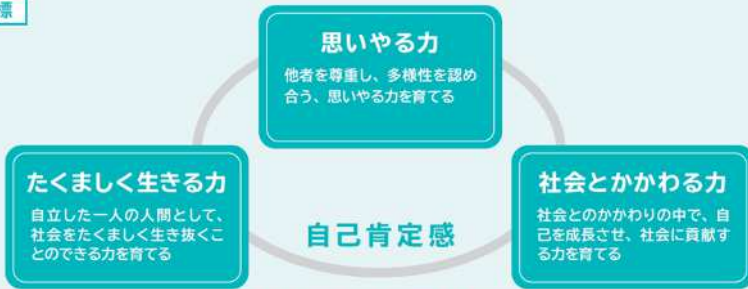 標
思いやる力
他者を尊重し、多様性を認め
合う、思いやる力を育てる
たくましく生きる力
自立した一人の人間として、
社会をたくましく生き抜くこ
とのできる力を育てる
自己肯定感
社会とかかわる力
社会とのかかわりの中で、自
己を成長させ、社会に貢献す
る力を育てる